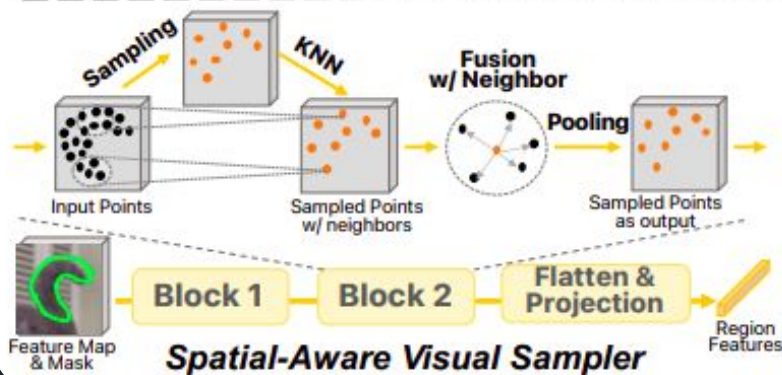 Sampling
KNN
Fusion
w/ Neighbor
Pooling
Input Points
Sampled Points
w/ neighbors
Sampled Points
as output
Block 1
Block 2
Flatten &
Projection
Feature Map
& Mask
Region
Features
Spatial-Aware Visual Sampler